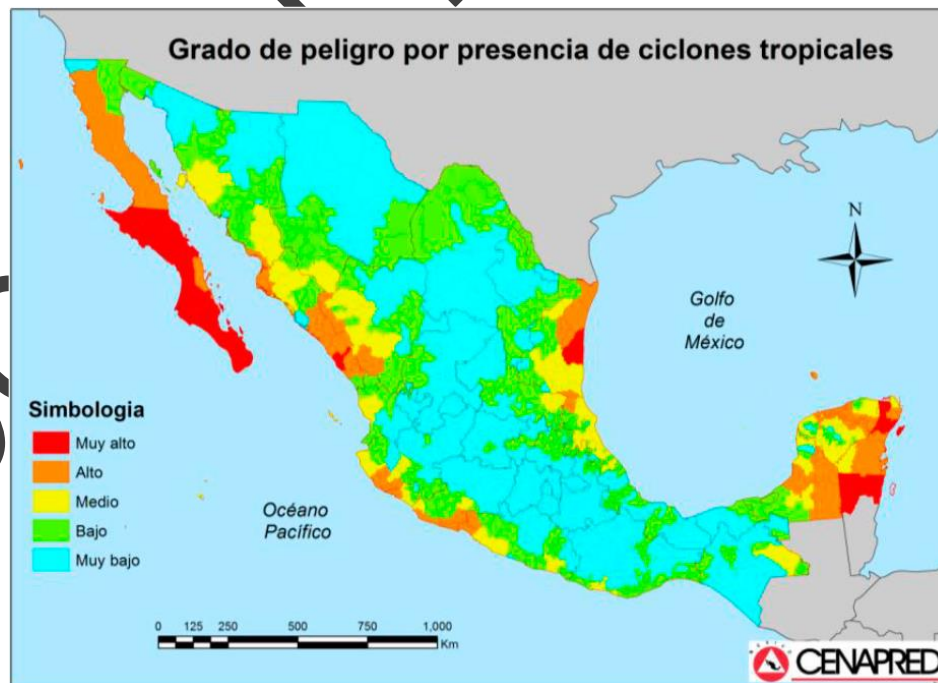 Grado de peligro por presencia de ciclones tropicales
N
Golfo
de
México
Simbologia
Muy alto
Alto
Medio
Bajo
Muy bajo
Océano
Pacífico
0 125 250 500 750 1,000
Km
CENAPRED